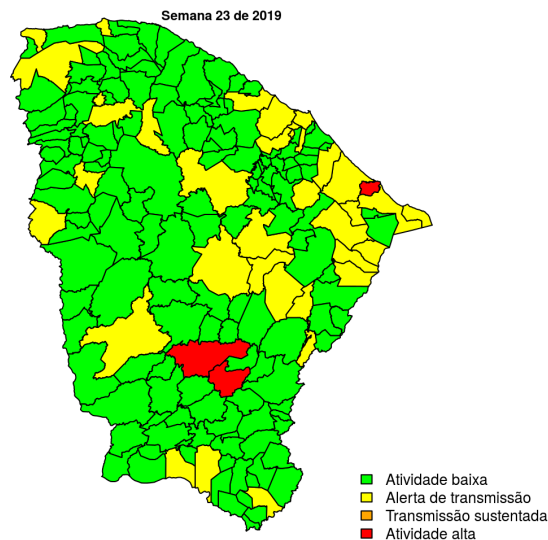 Semana 23 de 2019
Atividade baixa
Alerta de transmissão
Transmissão sustentada
Atividade alta